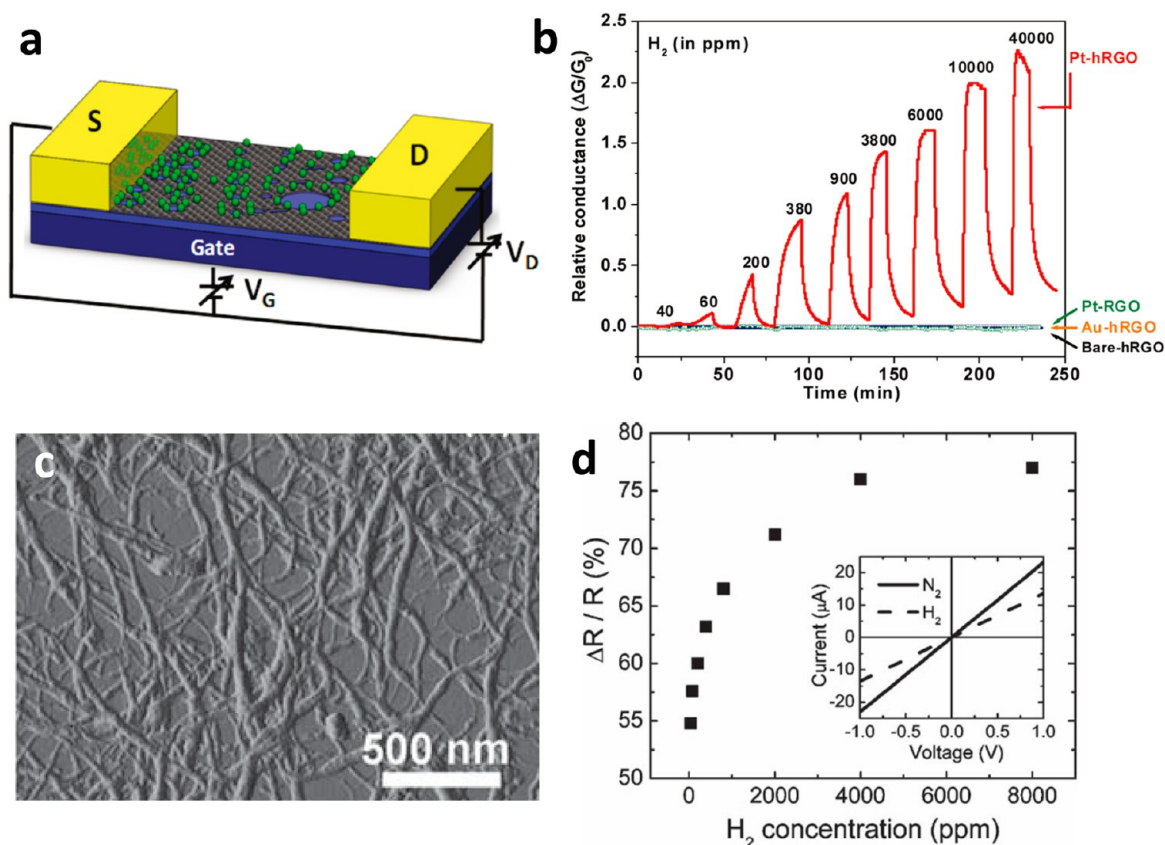 a
S
D
Gate
V_G
V_D
b
H₂ (in ppm)
Relative conductance (ΔG/G₀)
2.5
2.0
1.5
1.0
0.5
0.0
40
60
200
380
900
3800
6000
10000
40000
Pt-hRGO
Pt-RGO
Au-hRGO
Bare-hRGO
0 50 100 150 200 250
Time (min)
c
500 nm
d
ΔR / R (%)
80
75
70
65
60
55
50
N₂
H₂
Current (μA)
20
10
0
-10
-20
-1.0 -0.5 0.0 0.5 1.0
Voltage (V)
0 2000 4000 6000 8000
H₂ concentration (ppm)